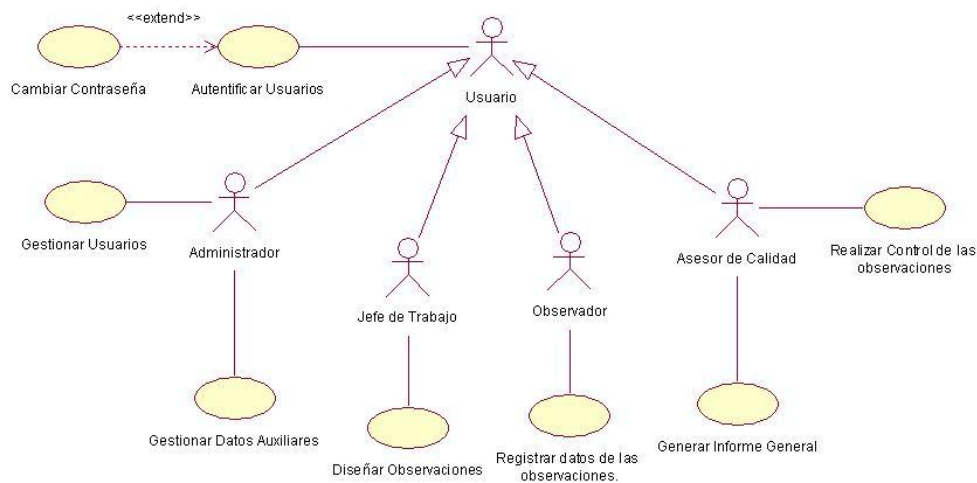 <<extend>>
Cambiar Contraseña
Autentificar Usuarios
Usuario
Gestionar Usuarios
Administrador
Jefe de Trabajo
Observador
Asesor de Calidad
Realizar Control de las
observaciones
Gestionar Datos Auxiliares
Diseñar Observaciones
Registrar datos de las
observaciones.
Generar Informe General